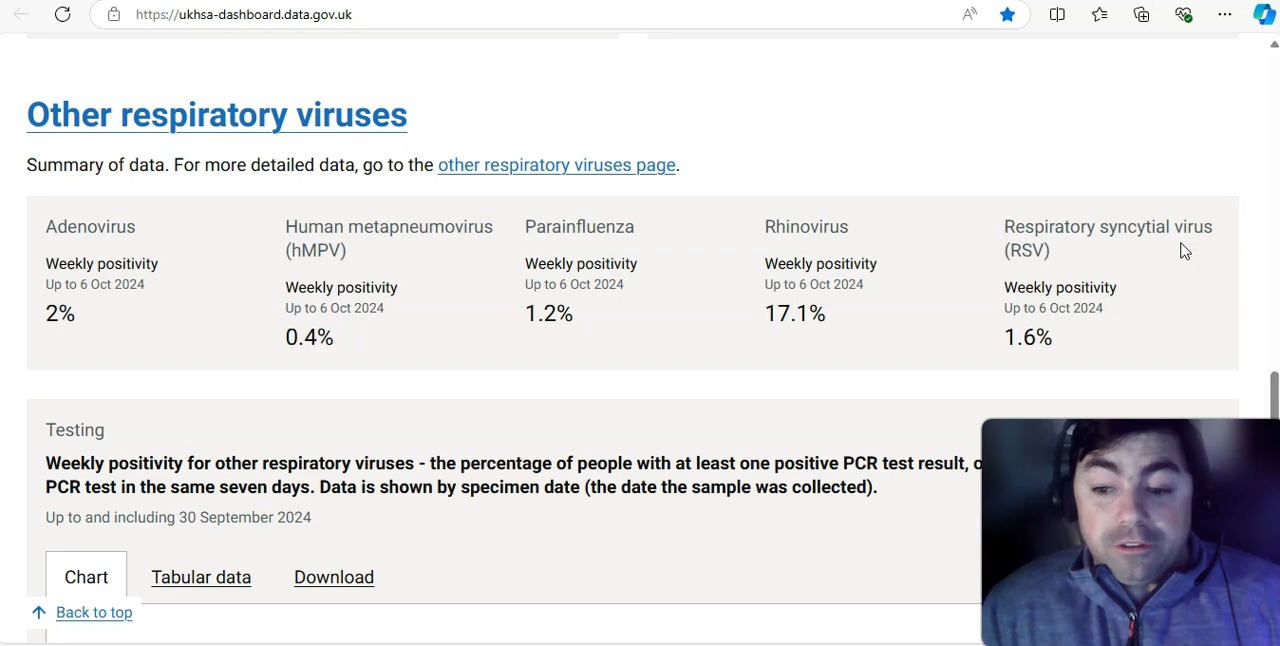 https://ukhsa-dashboard.data.gov.uk
Other respiratory viruses
Summary of data. For more detailed data, go to the other respiratory viruses page.
Adenovirus
Weekly positivity
Up to 6 Oct 2024
2%
Human metapneumovirus
(hMPV)
Weekly positivity
Up to 6 Oct 2024
0.4%
Parainfluenza
Weekly positivity
Up to 6 Oct 2024
1.2%
Rhinovirus
Weekly positivity
Up to 6 Oct 2024
17.1%
Respiratory syncytial virus
(RSV)
Weekly positivity
Up to 6 Oct 2024
1.6%
Testing
Weekly positivity for other respiratory viruses - the percentage of people with at least one positive PCR test result, o
PCR test in the same seven days. Data is shown by specimen date (the date the sample was collected).
Up to and including 30 September 2024
Chart
Tabular data
Download
Back to top